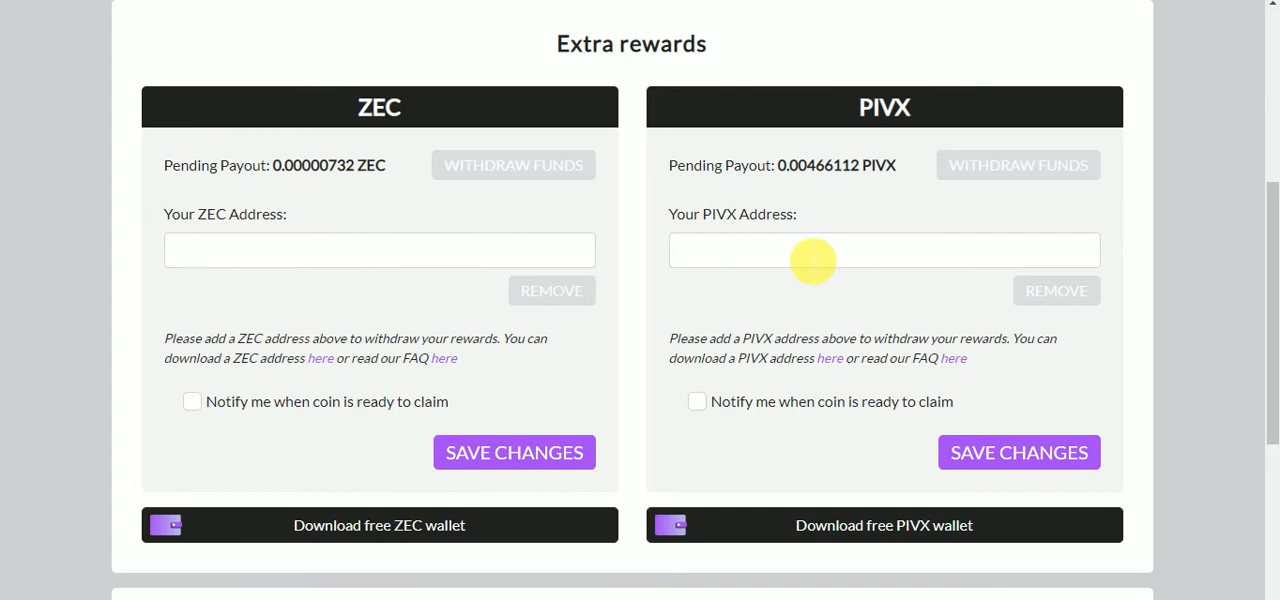 Extra rewards
ZEC
Pending Payout: 0.00000732 ZEC
WITHDRAW FUNDS
Your ZEC Address:
REMOVE
Please add a ZEC address above to withdraw your rewards. You can
download a ZEC address here or read our FAQ here
Notify me when coin is ready to claim
SAVE CHANGES
Download free ZEC wallet
PIVX
Pending Payout: 0.00466112 PIVX
WITHDRAW FUNDS
Your PIVX Address:
REMOVE
Please add a PIVX address above to withdraw your rewards. You can
download a PIVX address here or read our FAQ here
Notify me when coin is ready to claim
SAVE CHANGES
Download free PIVX wallet